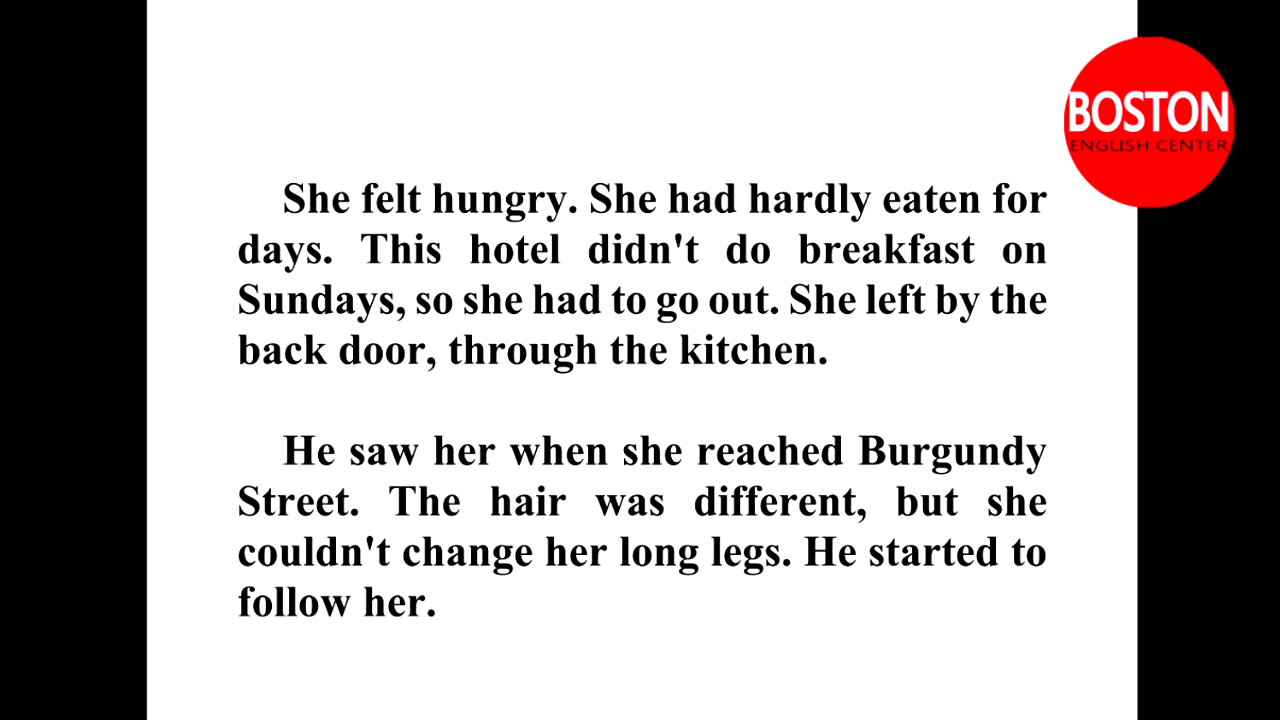 BOSTON
ENGLISH CENTER
She felt hungry. She had hardly eaten for
days. This hotel didn't do breakfast on
Sundays, so she had to go out. She left by the
back door, through the kitchen.
He saw her when she reached Burgundy
Street. The hair was different, but she
couldn't change her long legs. He started to
follow her.